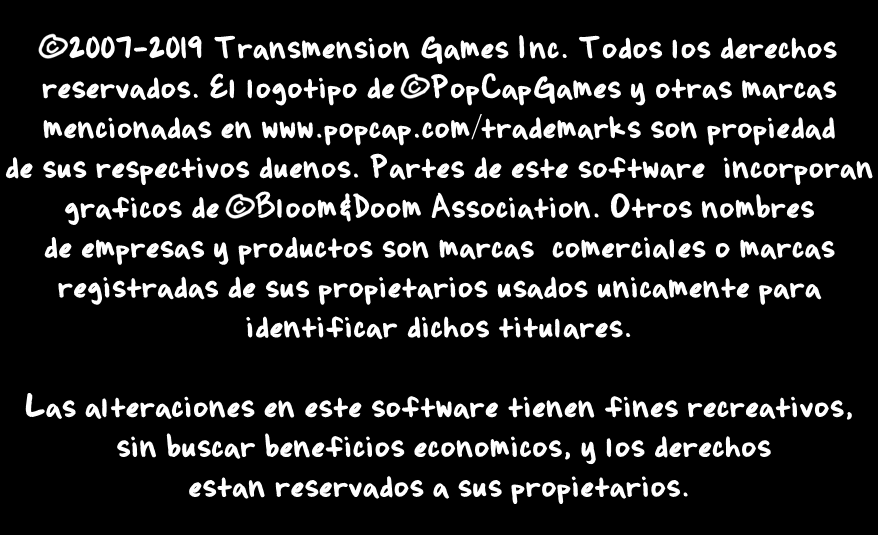 ©2007-2019 Transmension Games Inc. Todos los derechos
reservados. El logotipo de ©PopCapGames y otras marcas
mencionadas en www.popcap.com/trademarks son propiedad
de sus respectivos duenos. Partes de este software incorporan
graficos de ©Bloom&Doom Association. Otros nombres
de empresas y productos son marcas comerciales o marcas
registradas de sus propietarios usados unicamente para
identificar dichos titulares.
Las alteraciones en este software tienen fines recreativos,
sin buscar beneficios economicos, y los derechos
estan reservados a sus propietarios.